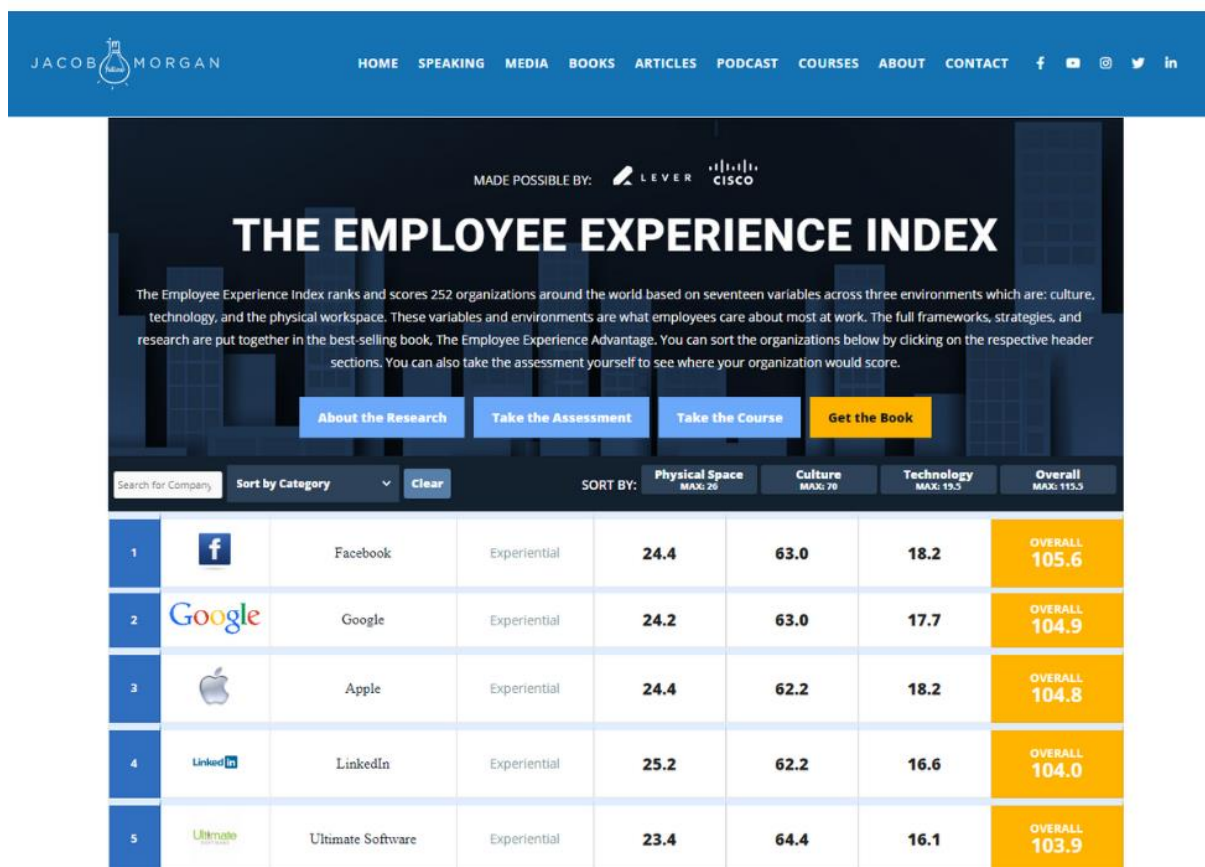 JACOB MORGAN
HOME SPEAKING MEDIA BOOKS ARTICLES PODCAST COURSES ABOUT CONTACT
MADE POSSIBLE BY: LEVER CISCO
THE EMPLOYEE EXPERIENCE INDEX
The Employee Experience Index ranks and scores 252 organizations around the world based on seventeen variables across three environments which are: culture,
technology, and the physical workspace. These variables and environments are what employees care about most at work. The full frameworks, strategies, and
research are put together in the best-selling book, The Employee Experience Advantage. You can sort the organizations below by clicking on the respective header
sections. You can also take the assessment yourself to see where your organization would score.
About the Research Take the Assessment Take the Course Get the Book
Search for Company Sort by Category Clear SORT BY: Physical Space Culture Technology Overall
MAX: 26 MAX: 70 MAX: 19.5 MAX: 115.5
OVERALL
1 Facebook Experiential 24.4 63.0 18.2 105.6
OVERALL
2 Google Google Experiential 24.2 63.0 17.7 104.9
OVERALL
3 Apple Experiential 24.4 62.2 18.2 104.8
OVERALL
4 Linked in LinkedIn Experiential 25.2 62.2 16.6 104.0
OVERALL
5 Ultimate Ultimate Software Experiential 23.4 64.4 16.1 103.9